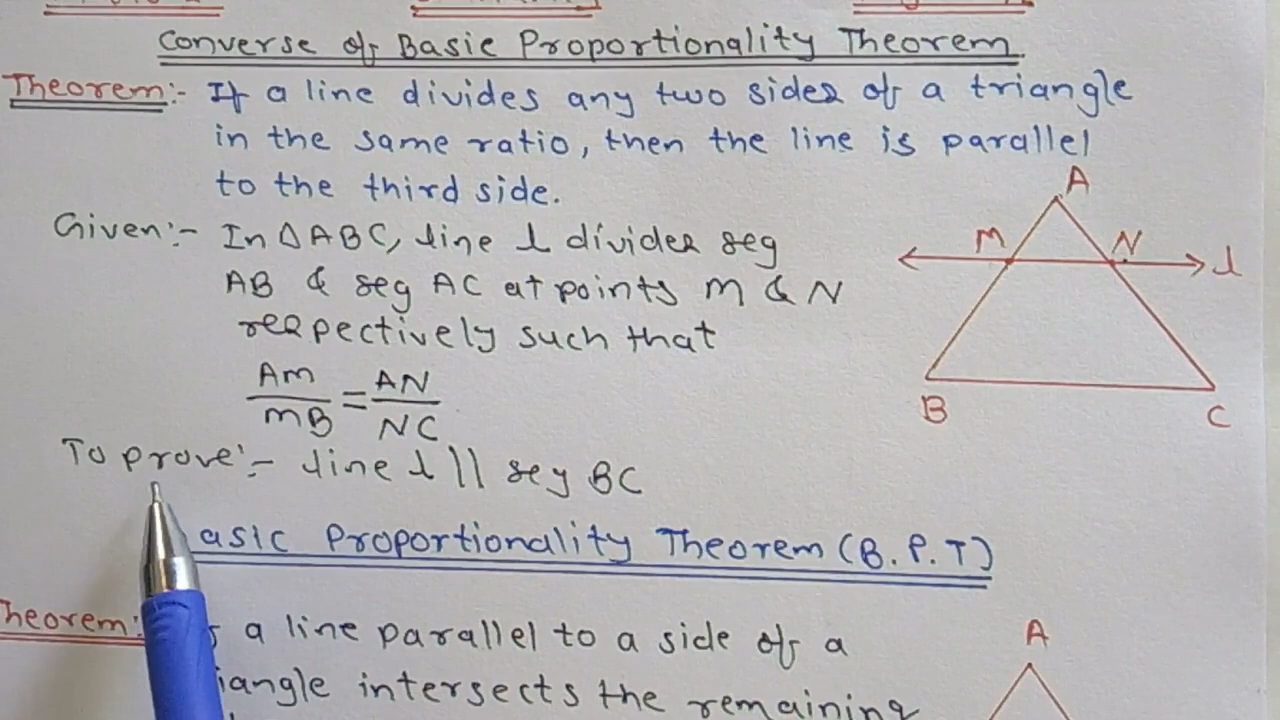 Converse of Basic Proportionality Theorem
Theorem:- If a line divides any two sides of a triangle
in the same ratio, then the line is parallel
to the third side.
A
Given:- In △ABC, line l divides seg
M N l
AB & seg AC at points M & N
respectively such that
AM/MB = AN/NC
B C
To prove:- line l || seg BC
asic Proportionality Theorem (B.P.T)
heorem:
a line parallel to a side of a
A
iangle intersects the remaining